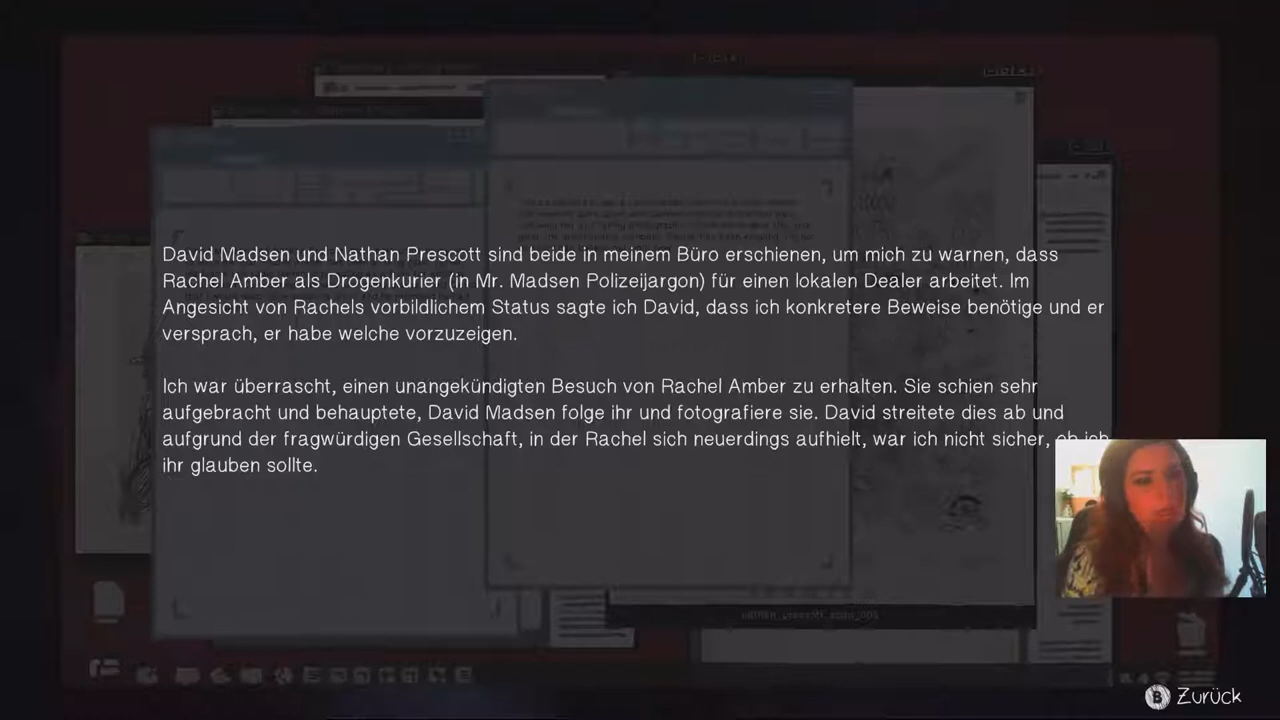 David Madsen und Nathan Prescott sind beide in meinem Büro erschienen, um mich zu warnen, dass
Rachel Amber als Drogenkurier (in Mr. Madsen Polizeijargon) für einen lokalen Dealer arbeitet. Im
Angesicht von Rachels vorbildlichem Status sagte ich David, dass ich konkretere Beweise benötige und er
versprach, er habe welche vorzuzeigen.
Ich war überrascht, einen unangekündigten Besuch von Rachel Amber zu erhalten. Sie schien sehr
aufgebracht und behauptete, David Madsen folge ihr und fotografiere sie. David streitete dies ab und
aufgrund der fragwürdigen Gesellschaft, in der Rachel sich neuerdings aufhielt, war ich nicht sicher, ob ich
ihr glauben sollte.
B Zurück